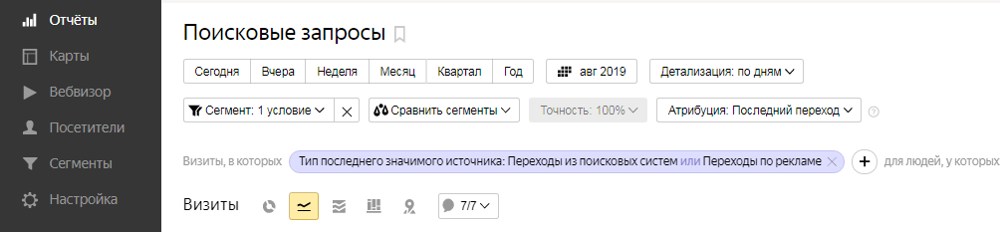 Отчёты
Карты
Вебвизор
Посетители
Сегменты
Настройка
Поисковые запросы
Сегодня Вчера Неделя Месяц Квартал Год авг 2019 Детализация: по дням
Сегмент: 1 условие Сравнить сегменты Точность: 100% Атрибуция: Последний переход ?
Визиты, в которых Тип последнего значимого источника: Переходы из поисковых систем или Переходы по рекламе × + для людей, у которых
Визиты 7/7